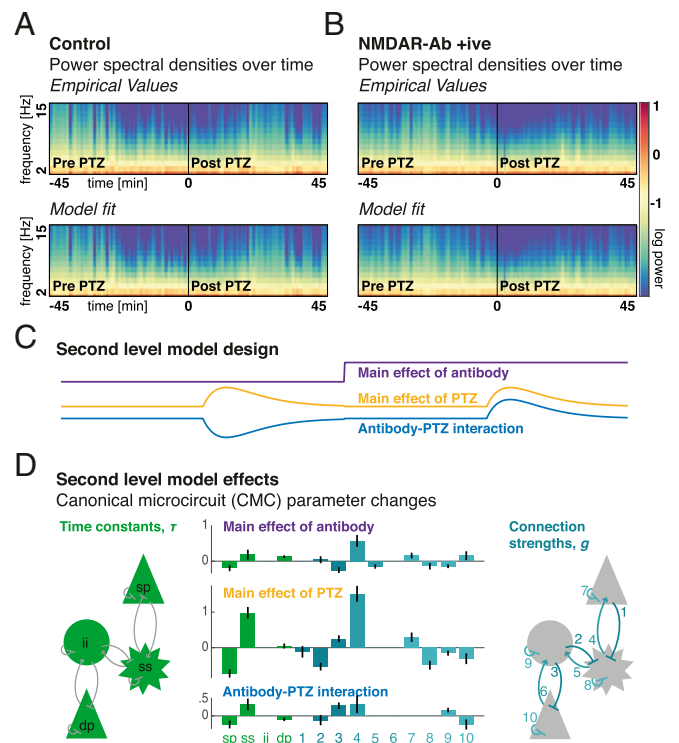 A
Control
Power spectral densities over time
Empirical Values
frequency [Hz]
15
2
Pre PTZ
Post PTZ
-45
time [min]
0
45
Model fit
frequency [Hz]
15
2
Pre PTZ
Post PTZ
-45
time [min]
0
45
B
NMDAR-Ab +ive
Power spectral densities over time
Empirical Values
Pre PTZ
Post PTZ
-45
0
45
Model fit
Pre PTZ
Post PTZ
-45
0
45
1
0
-1
log power
C
Second level model design
Main effect of antibody
Main effect of PTZ
Antibody-PTZ interaction
D
Second level model effects
Canonical microcircuit (CMC) parameter changes
Time constants, τ
sp
ii
ss
dp
1
0
Main effect of antibody
1
0
Main effect of PTZ
.5
0
Antibody-PTZ interaction
sp ss ii dp 1 2 3 4 5 6 7 8 9 10
Connection
strengths, g
7
1
2
4
9
3
5
8
6
10